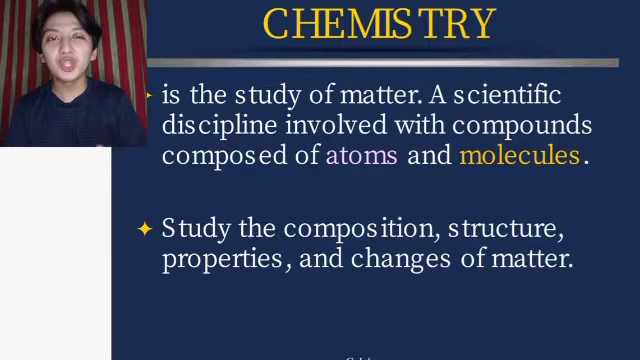 CHEMISTRY
is the study of matter. A scientific
discipline involved with compounds
composed of atoms and molecules.
Study the composition, structure,
properties, and changes of matter.